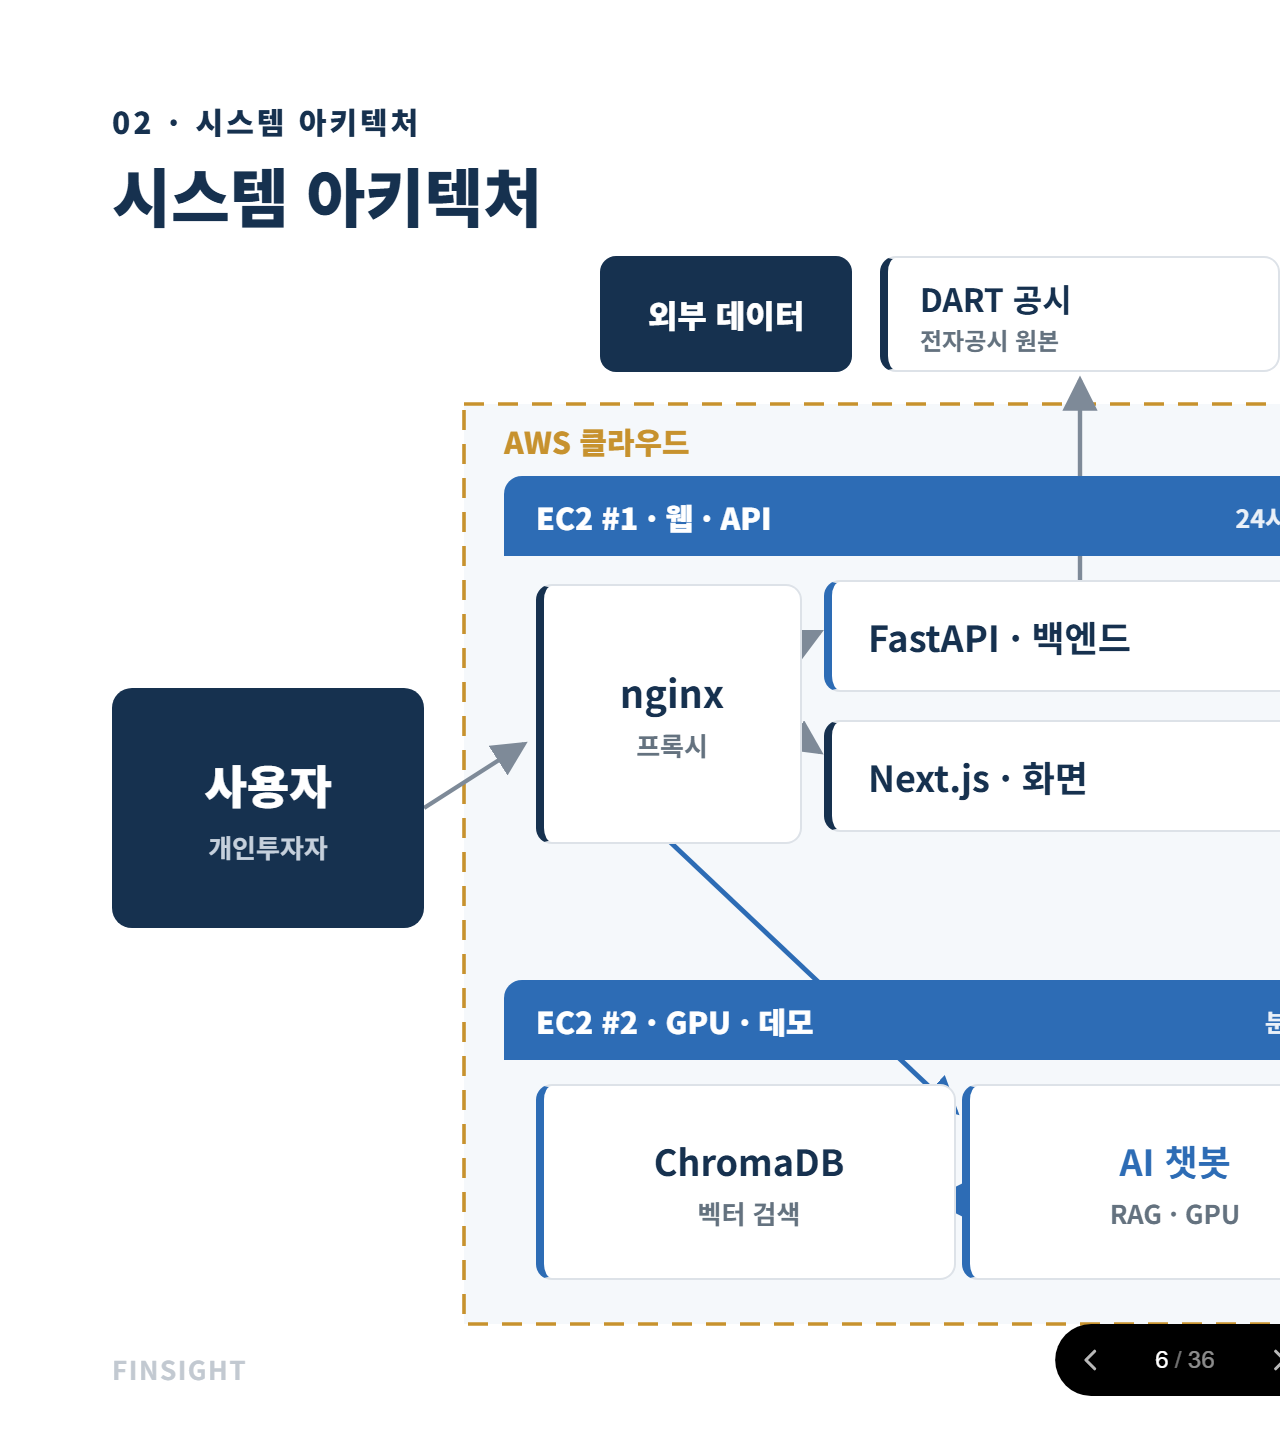 02 · 시스템 아키텍처
시스템 아키텍처
외부 데이터
DART 공시
전자공시 원본
AWS 클라우드
EC2 #1 · 웹 · API
24시
FastAPI · 백엔드
nginx
프록시
Next.js · 화면
사용자
개인투자자
EC2 #2 · GPU · 데모
ChromaDB
벡터 검색
AI 챗봇
RAG · GPU
6 / 36
FINSIGHT